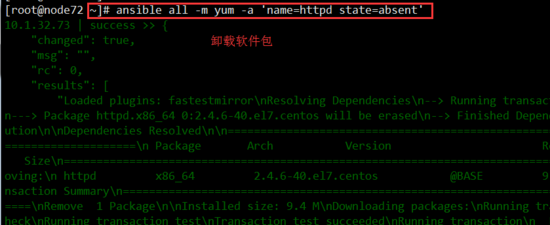 [root@node72 ~]# ansible all -m yum -a 'name=httpd state=absent'
10.1.32.73 | success >> {
"changed": true,
卸载软件包
"msg": "",
"rc": 0,
"results": [
"Loaded plugins: fastestmirror\nResolving Dependencies\n--> Running transac
n---> Package httpd.x86_64 0:2.4.6-40.el7.centos will be erased\n--> Finished Depen
ution\n\nDependencies Resolved\n\n================================================
====================\n Package Arch Version Re
Size\n=====================================================================
oving:\n httpd x86_64 2.4.6-40.el7.centos @BASE 9.
nsaction Summary\n================================================================
====\nRemove 1 Package\n\nInstalled size: 9.4 M\nDownloading packages:\nRunning tra
heck\nRunning transaction test\nTransaction test succeeded\nRunning transaction\n